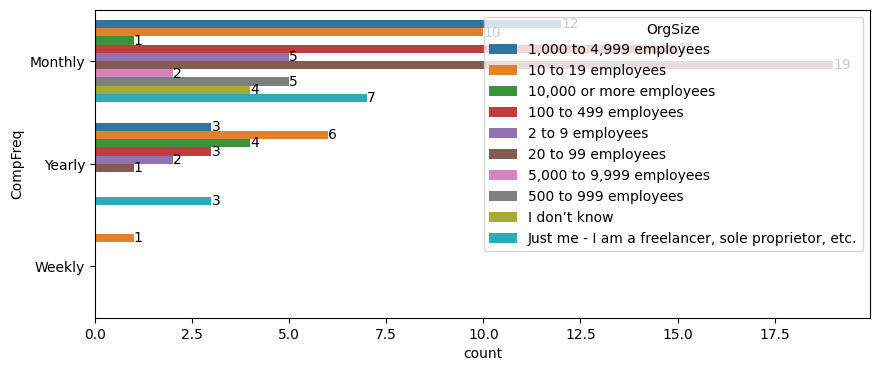 12
OrgSize
10
1,000 to 4,999 employees
1
10 to 19 employees
Monthly
5
10,000 or more employees
19
2
100 to 499 employees
5
4
2 to 9 employees
7
3
20 to 99 employees
6
4
5,000 to 9,999 employees
3
Yearly
2
1
500 to 999 employees
3
I don’t know
1
Just me - I am a freelancer, sole proprietor, etc.
Weekly
CompFreq
0.0 2.5 5.0 7.5 10.0 12.5 15.0 17.5
count